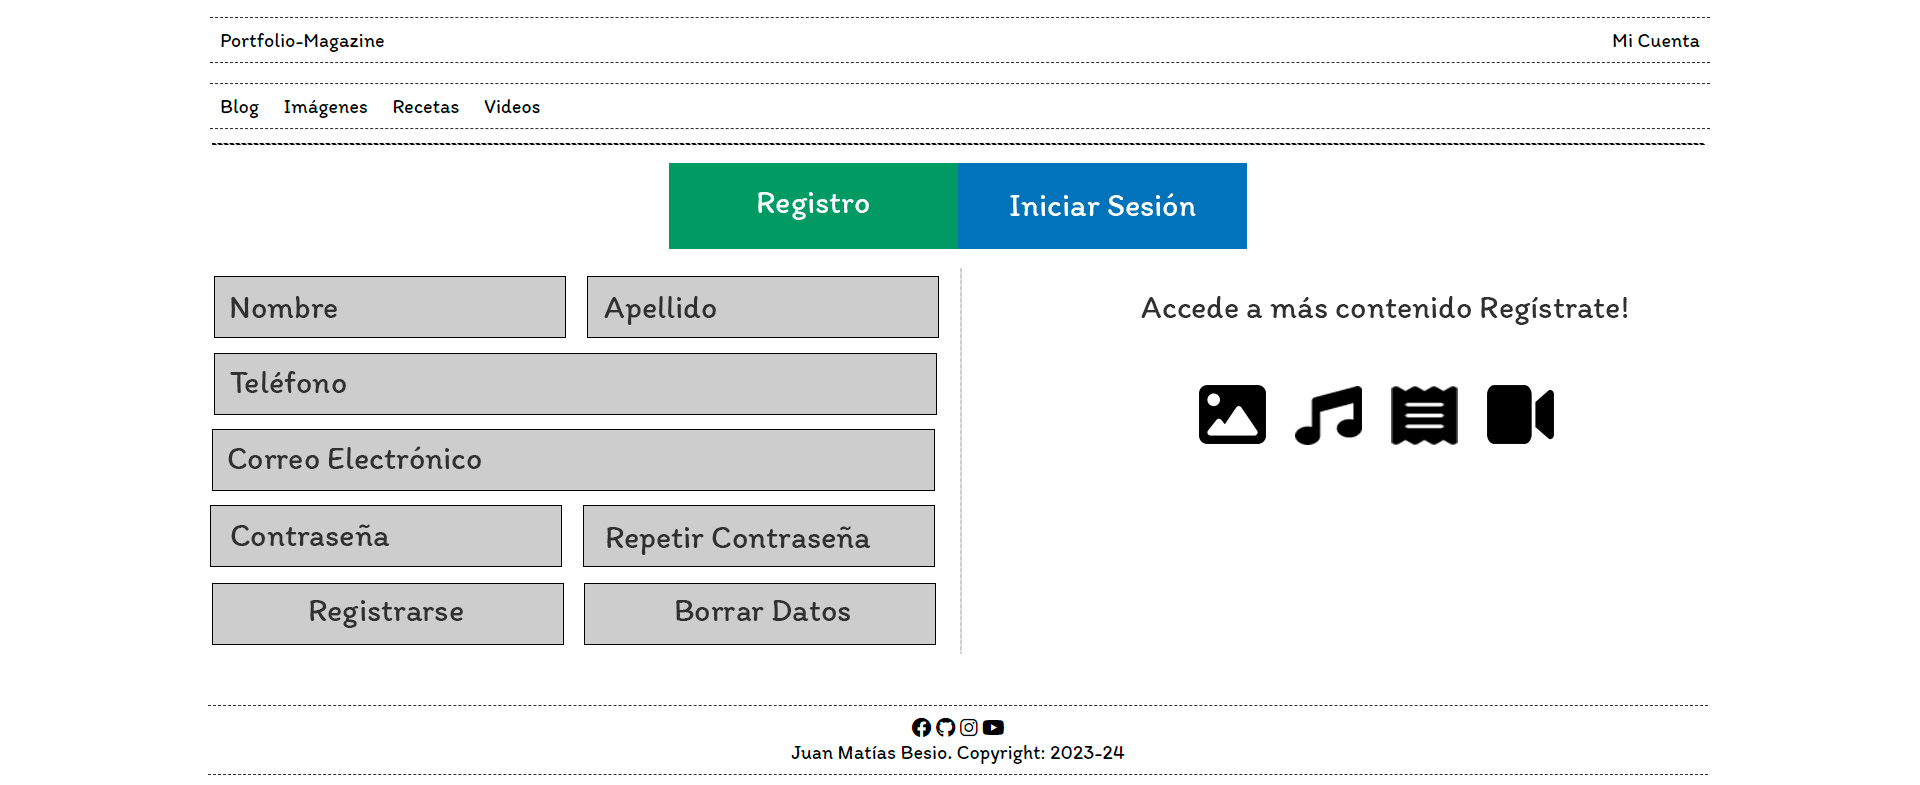 Portfolio-Magazine Mi Cuenta
Blog Imágenes Recetas Videos
Registro Iniciar Sesión
Nombre Apellido
Teléfono
Correo Electrónico
Contraseña Repetir Contraseña
Registrarse Borrar Datos
Accede a más contenido Regístrate!
Juan Matías Besio. Copyright: 2023-24